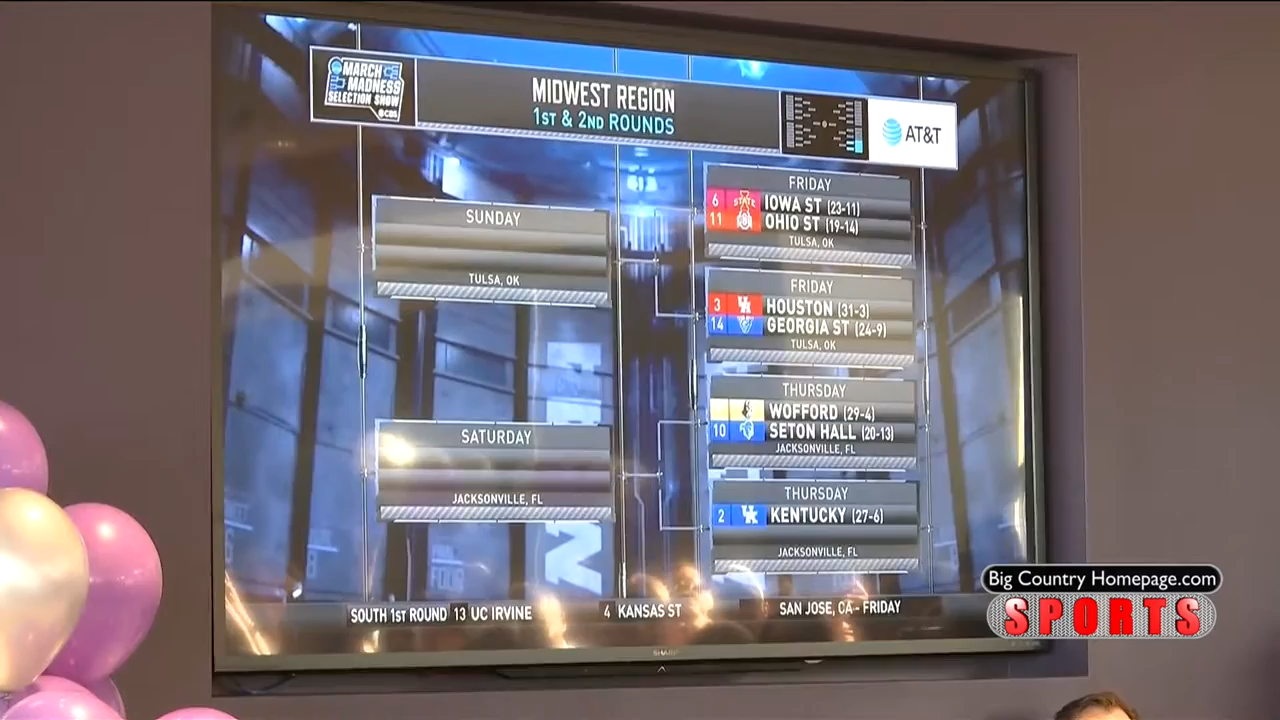 MARCH
MADNESS
SELECTION SHOW
CBS
MIDWEST REGION
1ST & 2ND ROUNDS
AT&T
SUNDAY
TULSA, OK
SATURDAY
JACKSONVILLE, FL
FRIDAY
6 IOWA ST (23-11)
11 OHIO ST (19-14)
TULSA, OK
FRIDAY
3 HOUSTON (31-3)
14 GEORGIA ST (24-9)
TULSA, OK
THURSDAY
WOFFORD (29-4)
10 SETON HALL (20-13)
JACKSONVILLE, FL
THURSDAY
2 KENTUCKY (27-6)
JACKSONVILLE, FL
SOUTH 1ST ROUND 13 UC IRVINE 4 KANSAS ST SAN JOSE, CA - FRIDAY
SHARP
Big Country Homepage.com
SPORTS